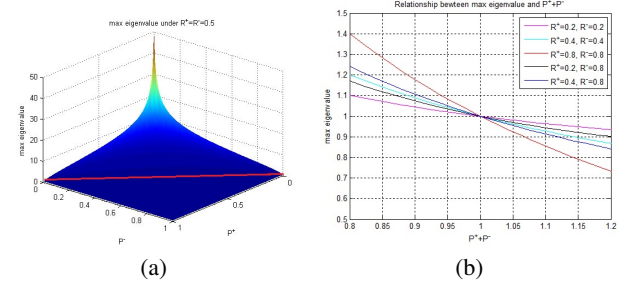 max eigenvalue under R⁺=R⁻=0.5
max eigenvalue
50
40
30
20
10
0
0
0.2
0.4
0.6
0.8
1
P⁻
0
0.5
1
P⁺
(a)
Relationship bewteen max eigenvalue and P⁺+P⁻
max eigenvalue
1.5
1.4
1.3
1.2
1.1
1
0.9
0.8
0.7
0.6
0.5
R⁺=0.2, R⁻=0.2
R⁺=0.4, R⁻=0.4
R⁺=0.8, R⁻=0.8
R⁺=0.2, R⁻=0.8
R⁺=0.4, R⁻=0.8
0.8 0.85 0.9 0.95 1 1.05 1.1 1.15 1.2
P⁺+P⁻
(b)